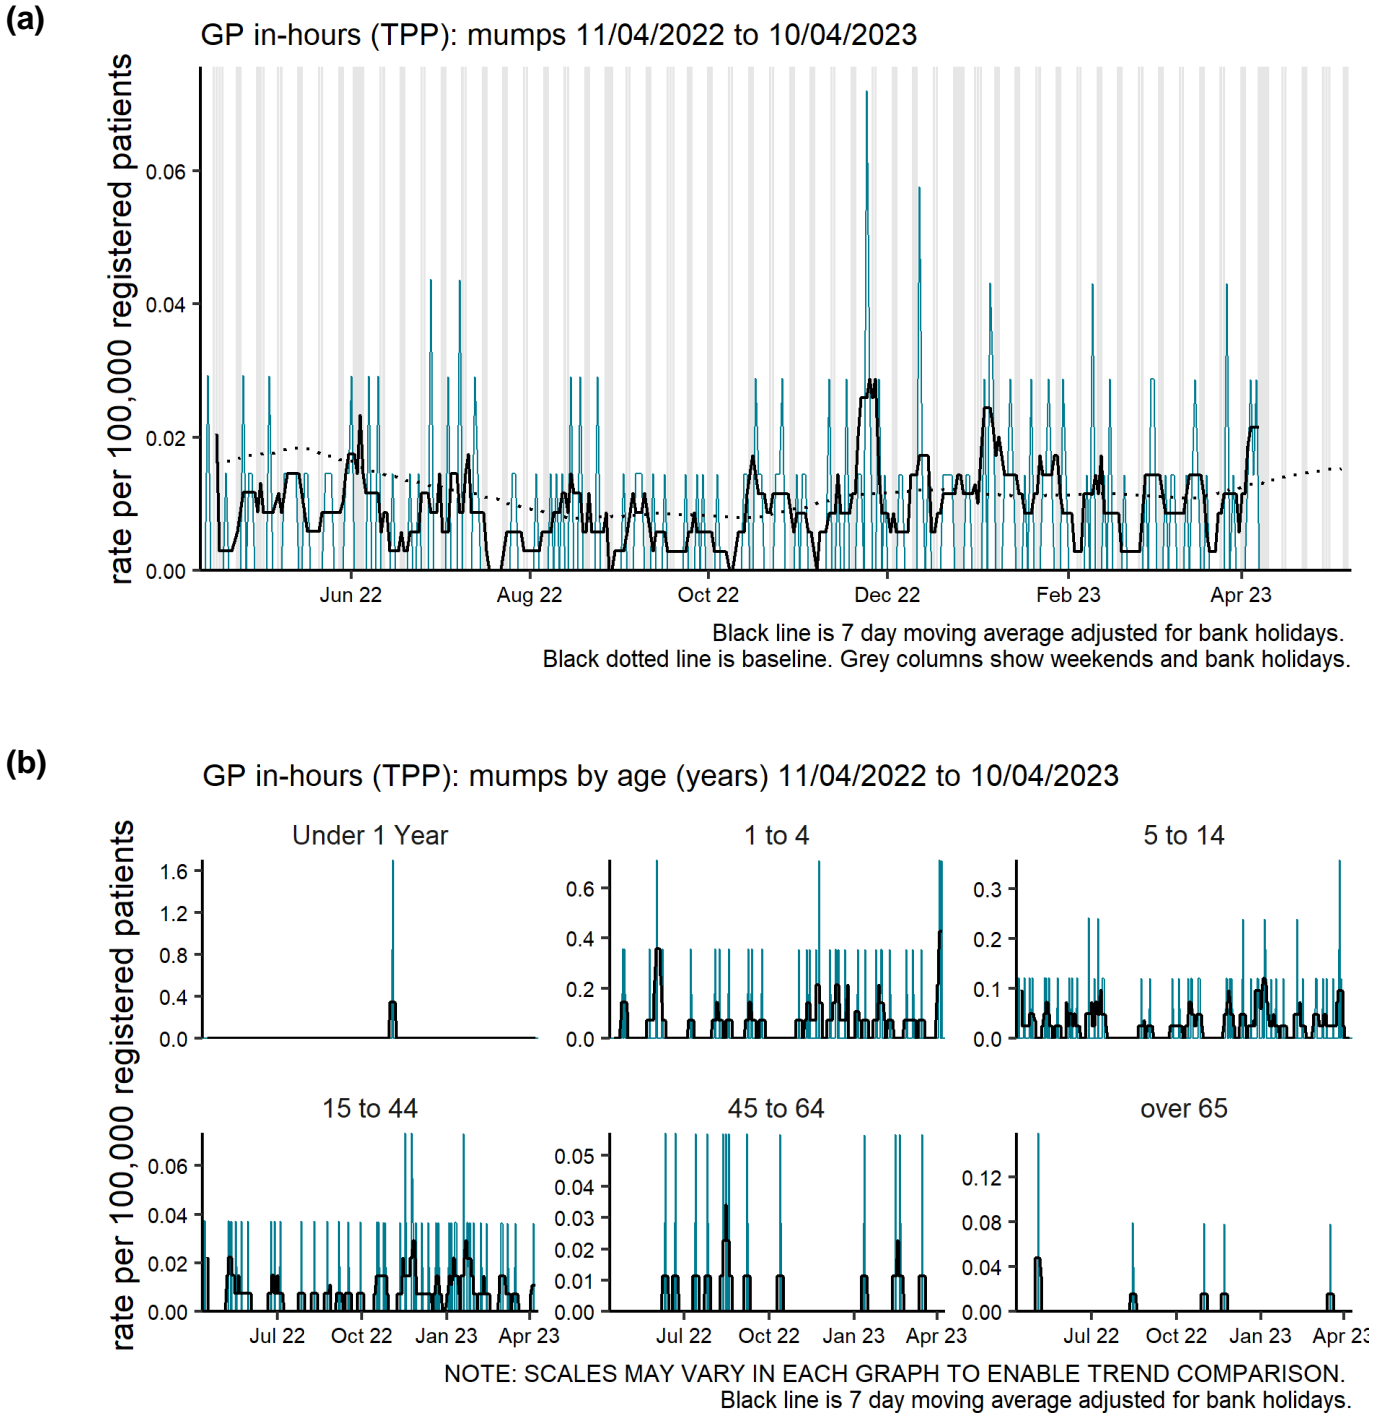 (a)
GP in-hours (TPP): mumps 11/04/2022 to 10/04/2023
rate per 100,000 registered patients
0.06
0.04
0.02
0.00
Jun 22
Aug 22
Oct 22
Dec 22
Feb 23
Apr 23
Black line is 7 day moving average adjusted for bank holidays.
Black dotted line is baseline. Grey columns show weekends and bank holidays.
(b)
GP in-hours (TPP): mumps by age (years) 11/04/2022 to 10/04/2023
rate per 100,000 registered patients
Under 1 Year
1.6
1.2
0.8
0.4
0.0
1 to 4
0.6
0.4
0.2
0.0
5 to 14
0.3
0.2
0.1
0.0
15 to 44
0.06
0.04
0.02
0.00
Jul 22
Oct 22
Jan 23
Apr 23
45 to 64
0.05
0.04
0.03
0.02
0.01
0.00
Jul 22
Oct 22
Jan 23
Apr 23
over 65
0.12
0.08
0.04
0.00
Jul 22
Oct 22
Jan 23
Apr 23
NOTE: SCALES MAY VARY IN EACH GRAPH TO ENABLE TREND COMPARISON.
Black line is 7 day moving average adjusted for bank holidays.